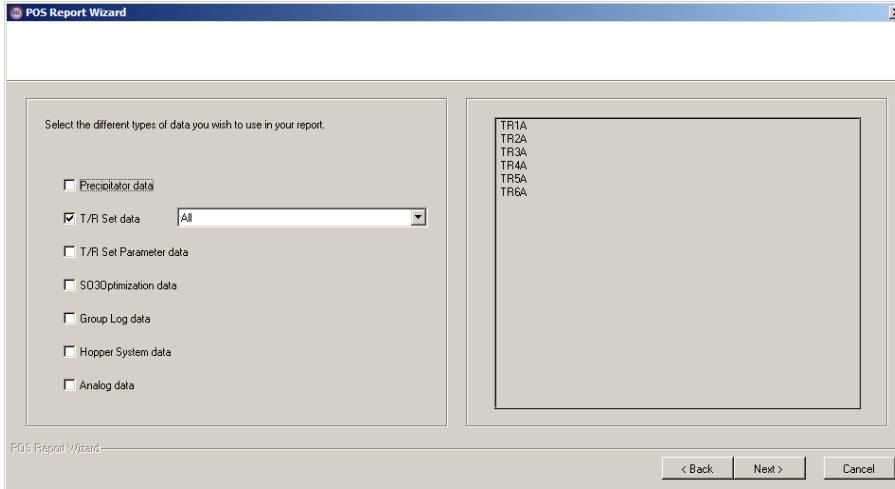 POS Report Wizard
Select the different types of data you wish to use in your report.
Precipitator data
T/R Set data
All
T/R Set Parameter data
SO3Optimization data
Group Log data
Hopper System data
Analog data
TR1A
TR2A
TR3A
TR4A
TR5A
TR6A
POS Report Wizard
< Back
Next >
Cancel